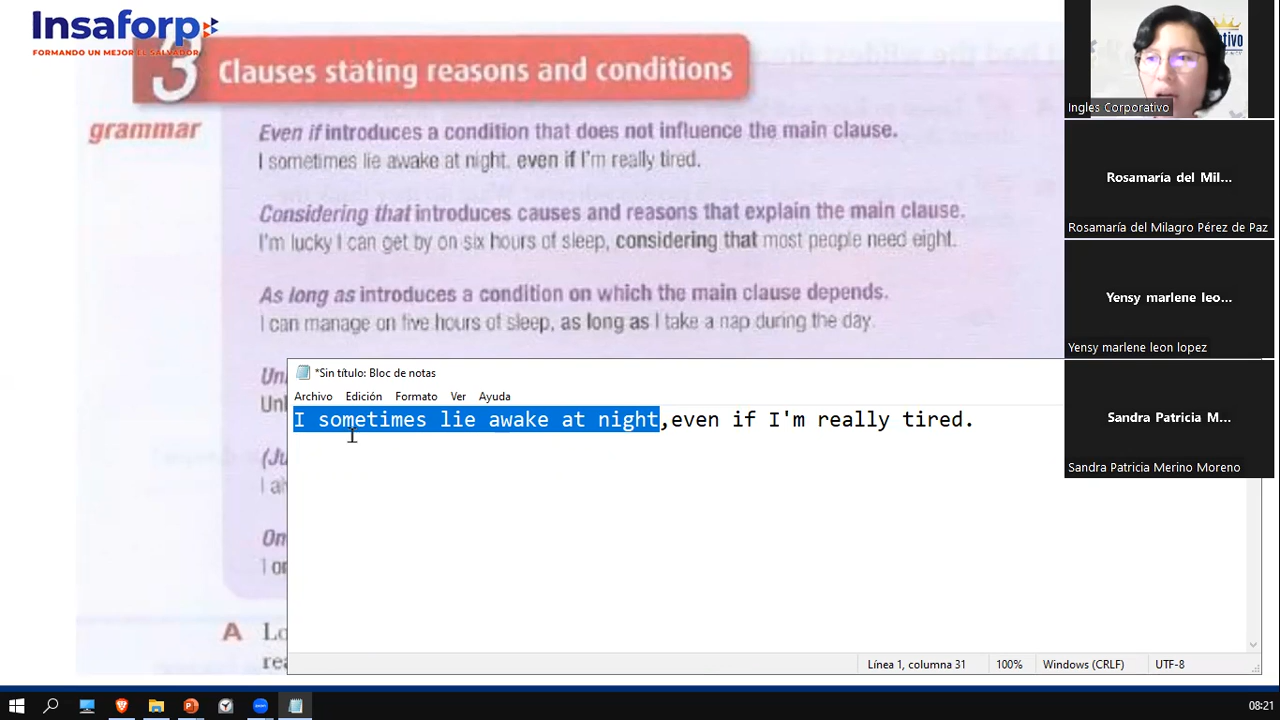 Insaforp
FORMANDO UN MEJOR EL SALVADOR
3 Clauses stating reasons and conditions
grammar
Even if introduces a condition that does not influence the main clause.
I sometimes lie awake at night, even if I'm really tired.
Considering that introduces causes and reasons that explain the main clause.
I'm lucky I can get by on six hours of sleep, considering that most people need eight.
As long as introduces a condition on which the main clause depends.
I can manage on five hours of sleep, as long as I take a nap during the day.
*Sin título: Bloc de notas
Archivo Edición Formato Ver Ayuda
I sometimes lie awake at night,even if I'm really tired.
Línea 1, columna 31 100% Windows (CRLF) UTF-8
A
Ingles Corporativo
Rosamaría del Mil...
Rosamaría del Milagro Pérez de Paz
Yensy marlene leo...
Yensy marlene leon lopez
Sandra Patricia M...
Sandra Patricia Merino Moreno
08:21